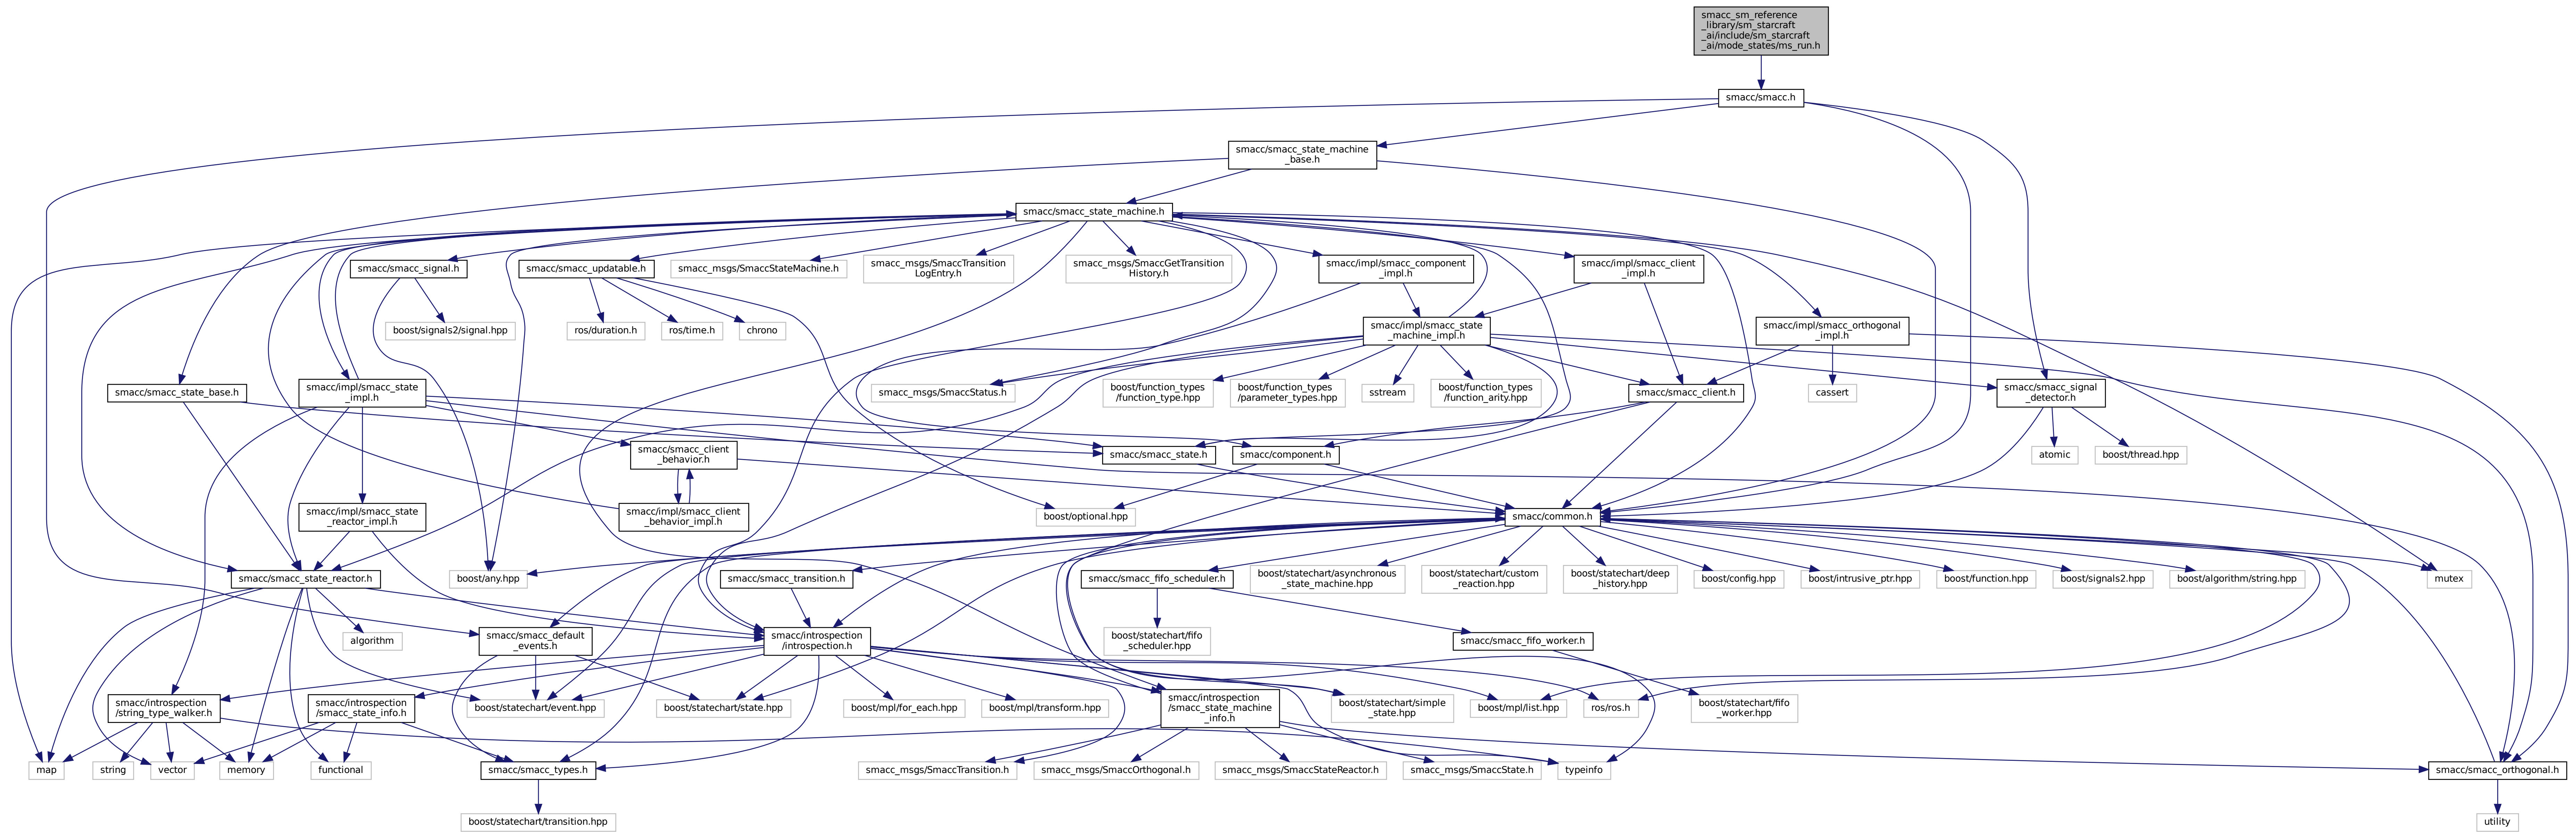 smacc_sm_reference
_library/sm_starcraft
_ai/include/sm_starcraft
_ai/mode_states/ms_run.h
smacc/smacc.h
smacc/smacc_state_machine
_base.h
smacc/smacc_state_machine.h
smacc/smacc_signal.h
smacc/smacc_updatable.h
smacc_msgs/SmaccStateMachine.h
smacc_msgs/SmaccTransition
LogEntry.h
smacc_msgs/SmaccGetTransition
History.h
smacc/impl/smacc_component
_impl.h
smacc/impl/smacc_client
_impl.h
boost/signals2/signal.hpp
ros/duration.h
ros/time.h
chrono
smacc/impl/smacc_state
_machine_impl.h
smacc/impl/smacc_orthogonal
_impl.h
smacc/smacc_state_base.h
smacc/impl/smacc_state
_impl.h
smacc_msgs/SmaccStatus.h
boost/function_types
/function_type.hpp
boost/function_types
/parameter_types.hpp
sstream
boost/function_types
/function_arity.hpp
smacc/smacc_client.h
cassert
smacc/smacc_signal
_detector.h
smacc/smacc_client
_behavior.h
smacc/smacc_state.h
smacc/component.h
atomic
boost/thread.hpp
smacc/impl/smacc_state
_reactor_impl.h
smacc/impl/smacc_client
_behavior_impl.h
boost/optional.hpp
smacc/common.h
smacc/smacc_state_reactor.h
boost/any.hpp
smacc/smacc_transition.h
smacc/smacc_fifo_scheduler.h
boost/statechart/asynchronous
_state_machine.hpp
boost/statechart/custom
_reaction.hpp
boost/statechart/deep
_history.hpp
boost/config.hpp
boost/intrusive_ptr.hpp
boost/function.hpp
boost/signals2.hpp
boost/algorithm/string.hpp
mutex
algorithm
smacc/smacc_default
_events.h
smacc/introspection
/introspection.h
boost/statechart/fifo
_scheduler.hpp
smacc/smacc_fifo_worker.h
smacc/introspection
/string_type_walker.h
smacc/introspection
/smacc_state_info.h
boost/statechart/event.hpp
boost/statechart/state.hpp
boost/mpl/for_each.hpp
boost/mpl/transform.hpp
smacc/introspection
/smacc_state_machine
_info.h
boost/statechart/simple
_state.hpp
boost/mpl/list.hpp
ros/ros.h
boost/statechart/fifo
_worker.hpp
map
string
vector
memory
functional
smacc/smacc_types.h
smacc_msgs/SmaccTransition.h
smacc_msgs/SmaccOrthogonal.h
smacc_msgs/SmaccStateReactor.h
smacc_msgs/SmaccState.h
typeinfo
smacc/smacc_orthogonal.h
boost/statechart/transition.hpp
utility